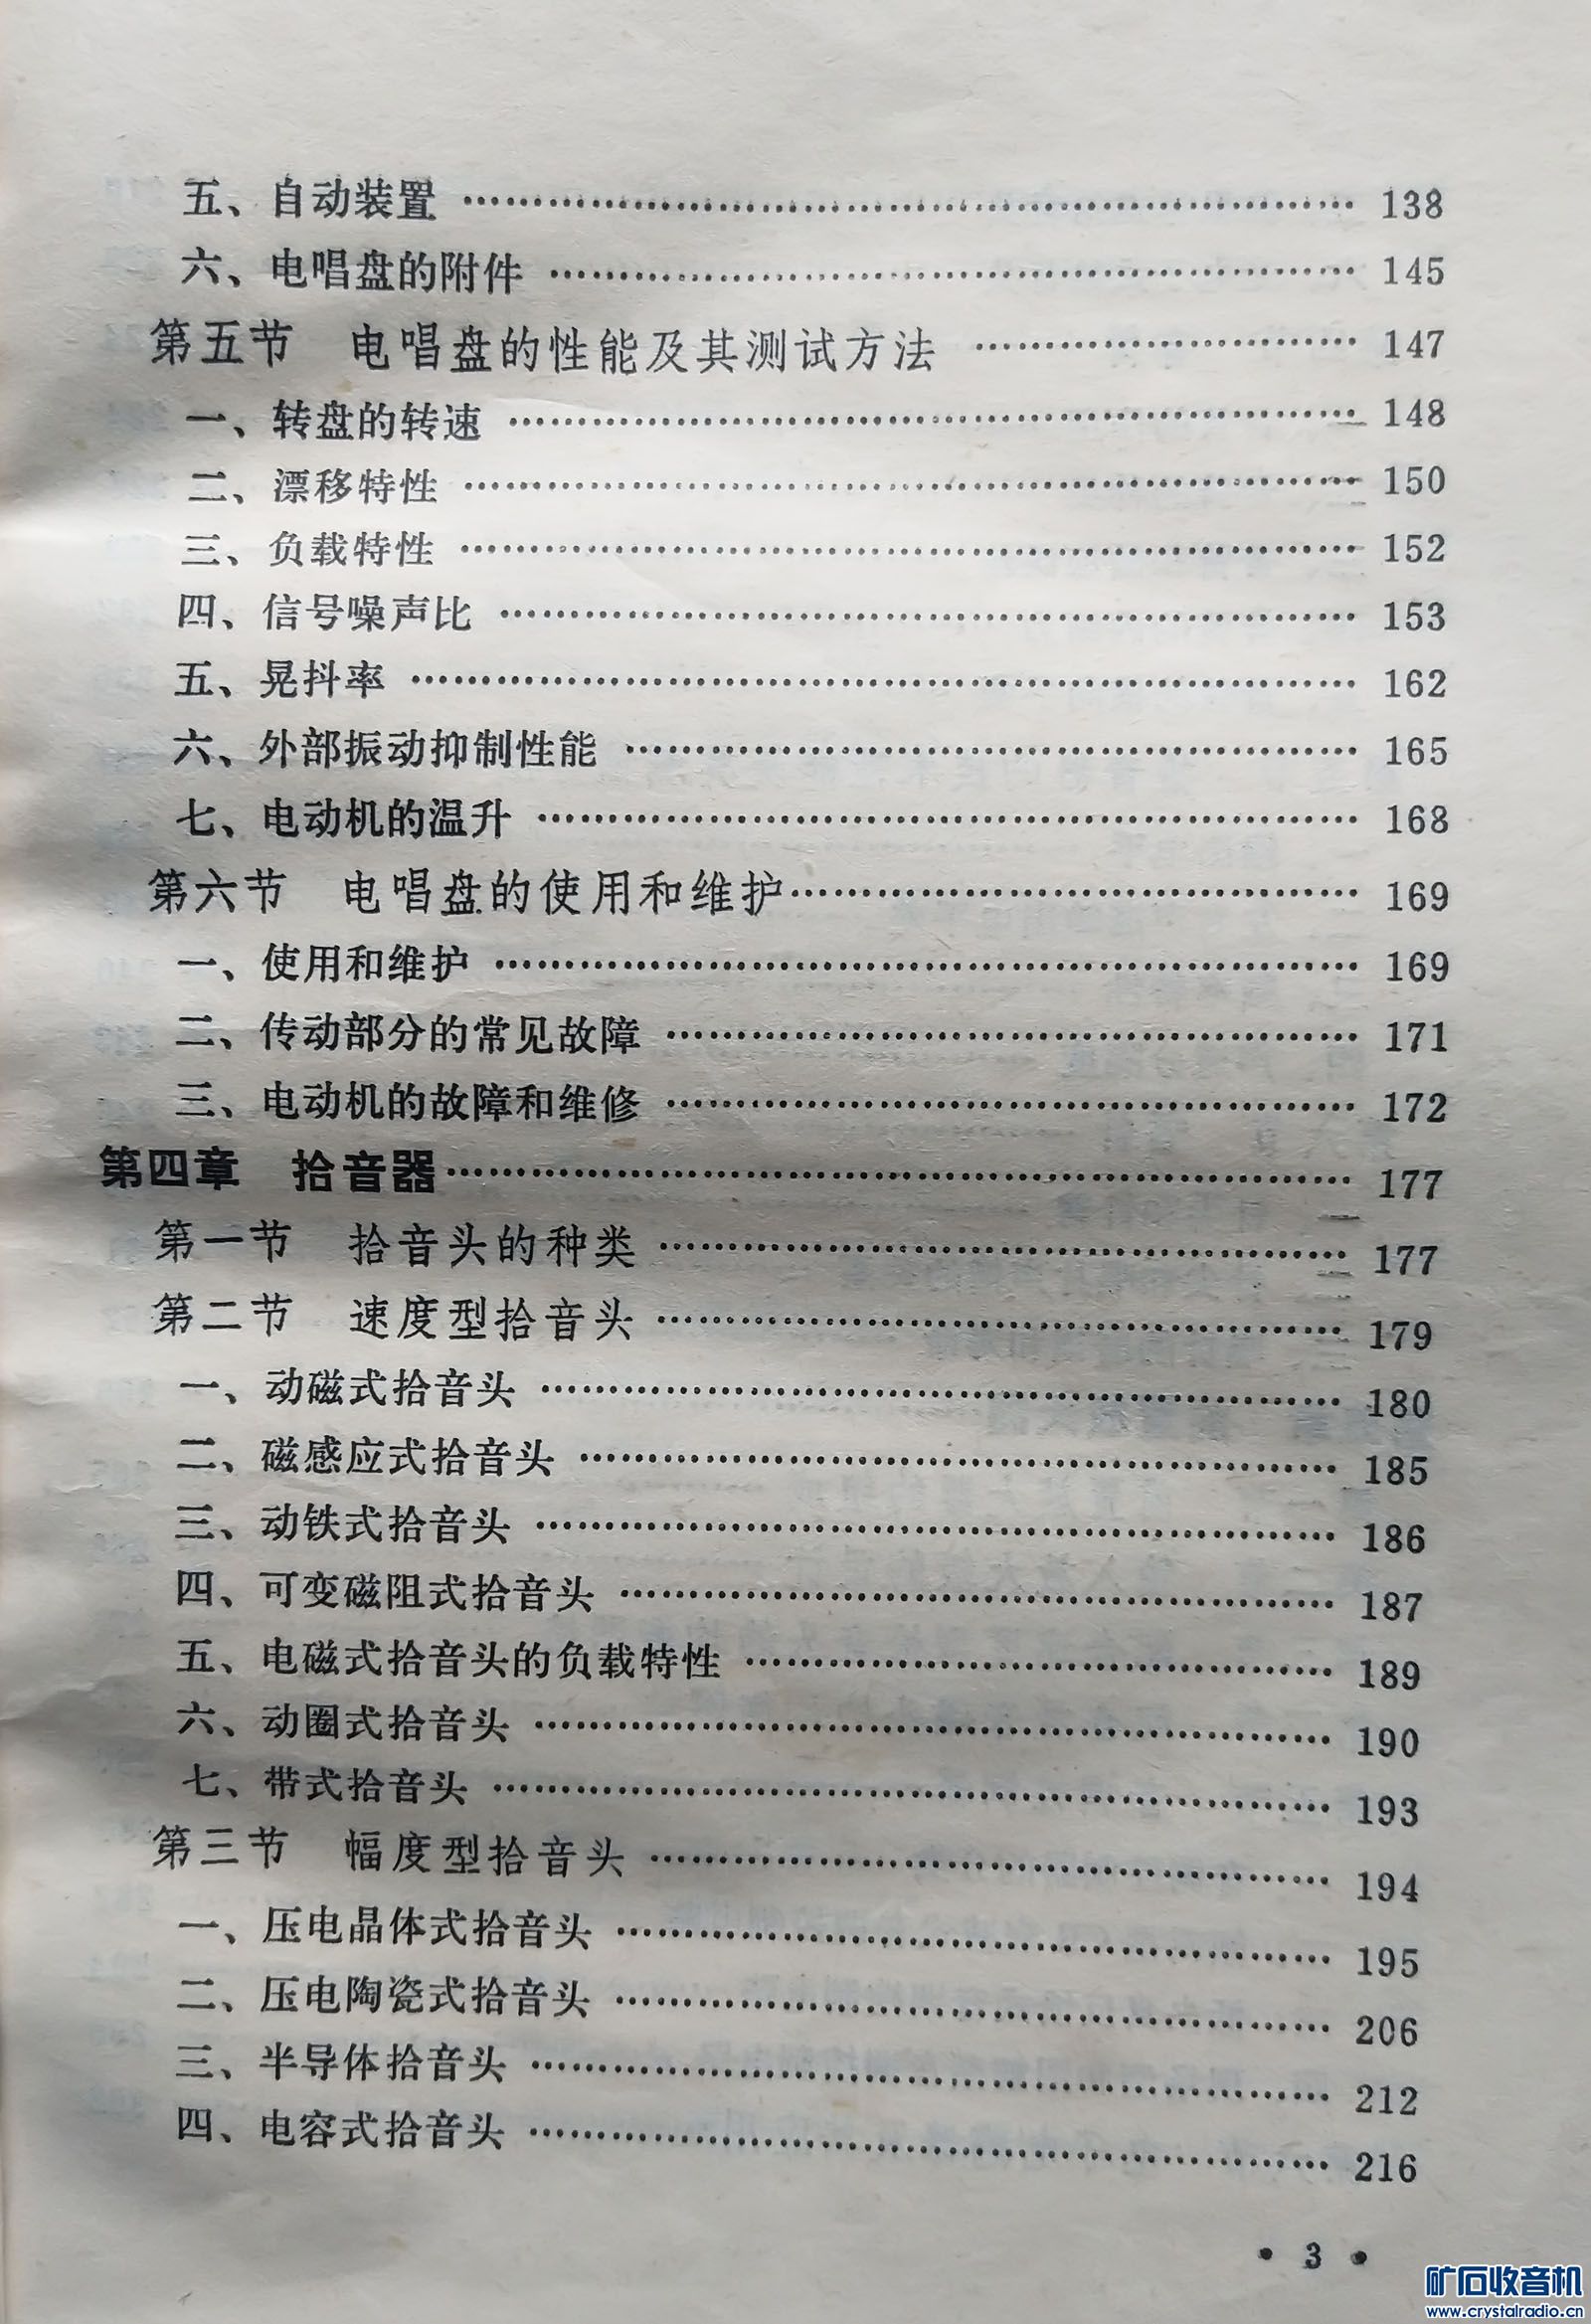 五、自动装置 …………………………………… 138
六、电唱盘的附件 …………………………………… 145
第五节 电唱盘的性能及其测试方法 …………………………………… 147
一、转盘的转速 …………………………………… 148
二、漂移特性 …………………………………… 150
三、负载特性 …………………………………… 152
四、信号噪声比 …………………………………… 153
五、晃抖率 …………………………………… 162
六、外部振动抑制性能 …………………………………… 165
七、电动机的温升 …………………………………… 168
第六节 电唱盘的使用和维护 …………………………………… 169
一、使用和维护 …………………………………… 169
二、传动部分的常见故障 …………………………………… 171
三、电动机的故障和维修 …………………………………… 172
第四章 拾音器 …………………………………… 177
第一节 拾音头的种类 …………………………………… 177
第二节 速度型拾音头 …………………………………… 179
一、动磁式拾音头 …………………………………… 180
二、磁感应式拾音头 …………………………………… 185
三、动铁式拾音头 …………………………………… 186
四、可变磁阻式拾音头 …………………………………… 187
五、电磁式拾音头的负载特性 …………………………………… 189
六、动圈式拾音头 …………………………………… 190
七、带式拾音头 …………………………………… 193
第三节 幅度型拾音头 …………………………………… 194
一、压电晶体式拾音头 …………………………………… 195
二、压电陶瓷式拾音头 …………………………………… 206
三、半导体拾音头 …………………………………… 212
四、电容式拾音头 …………………………………… 216
• 3 •
矿石收音机
www.crystalradio.cn